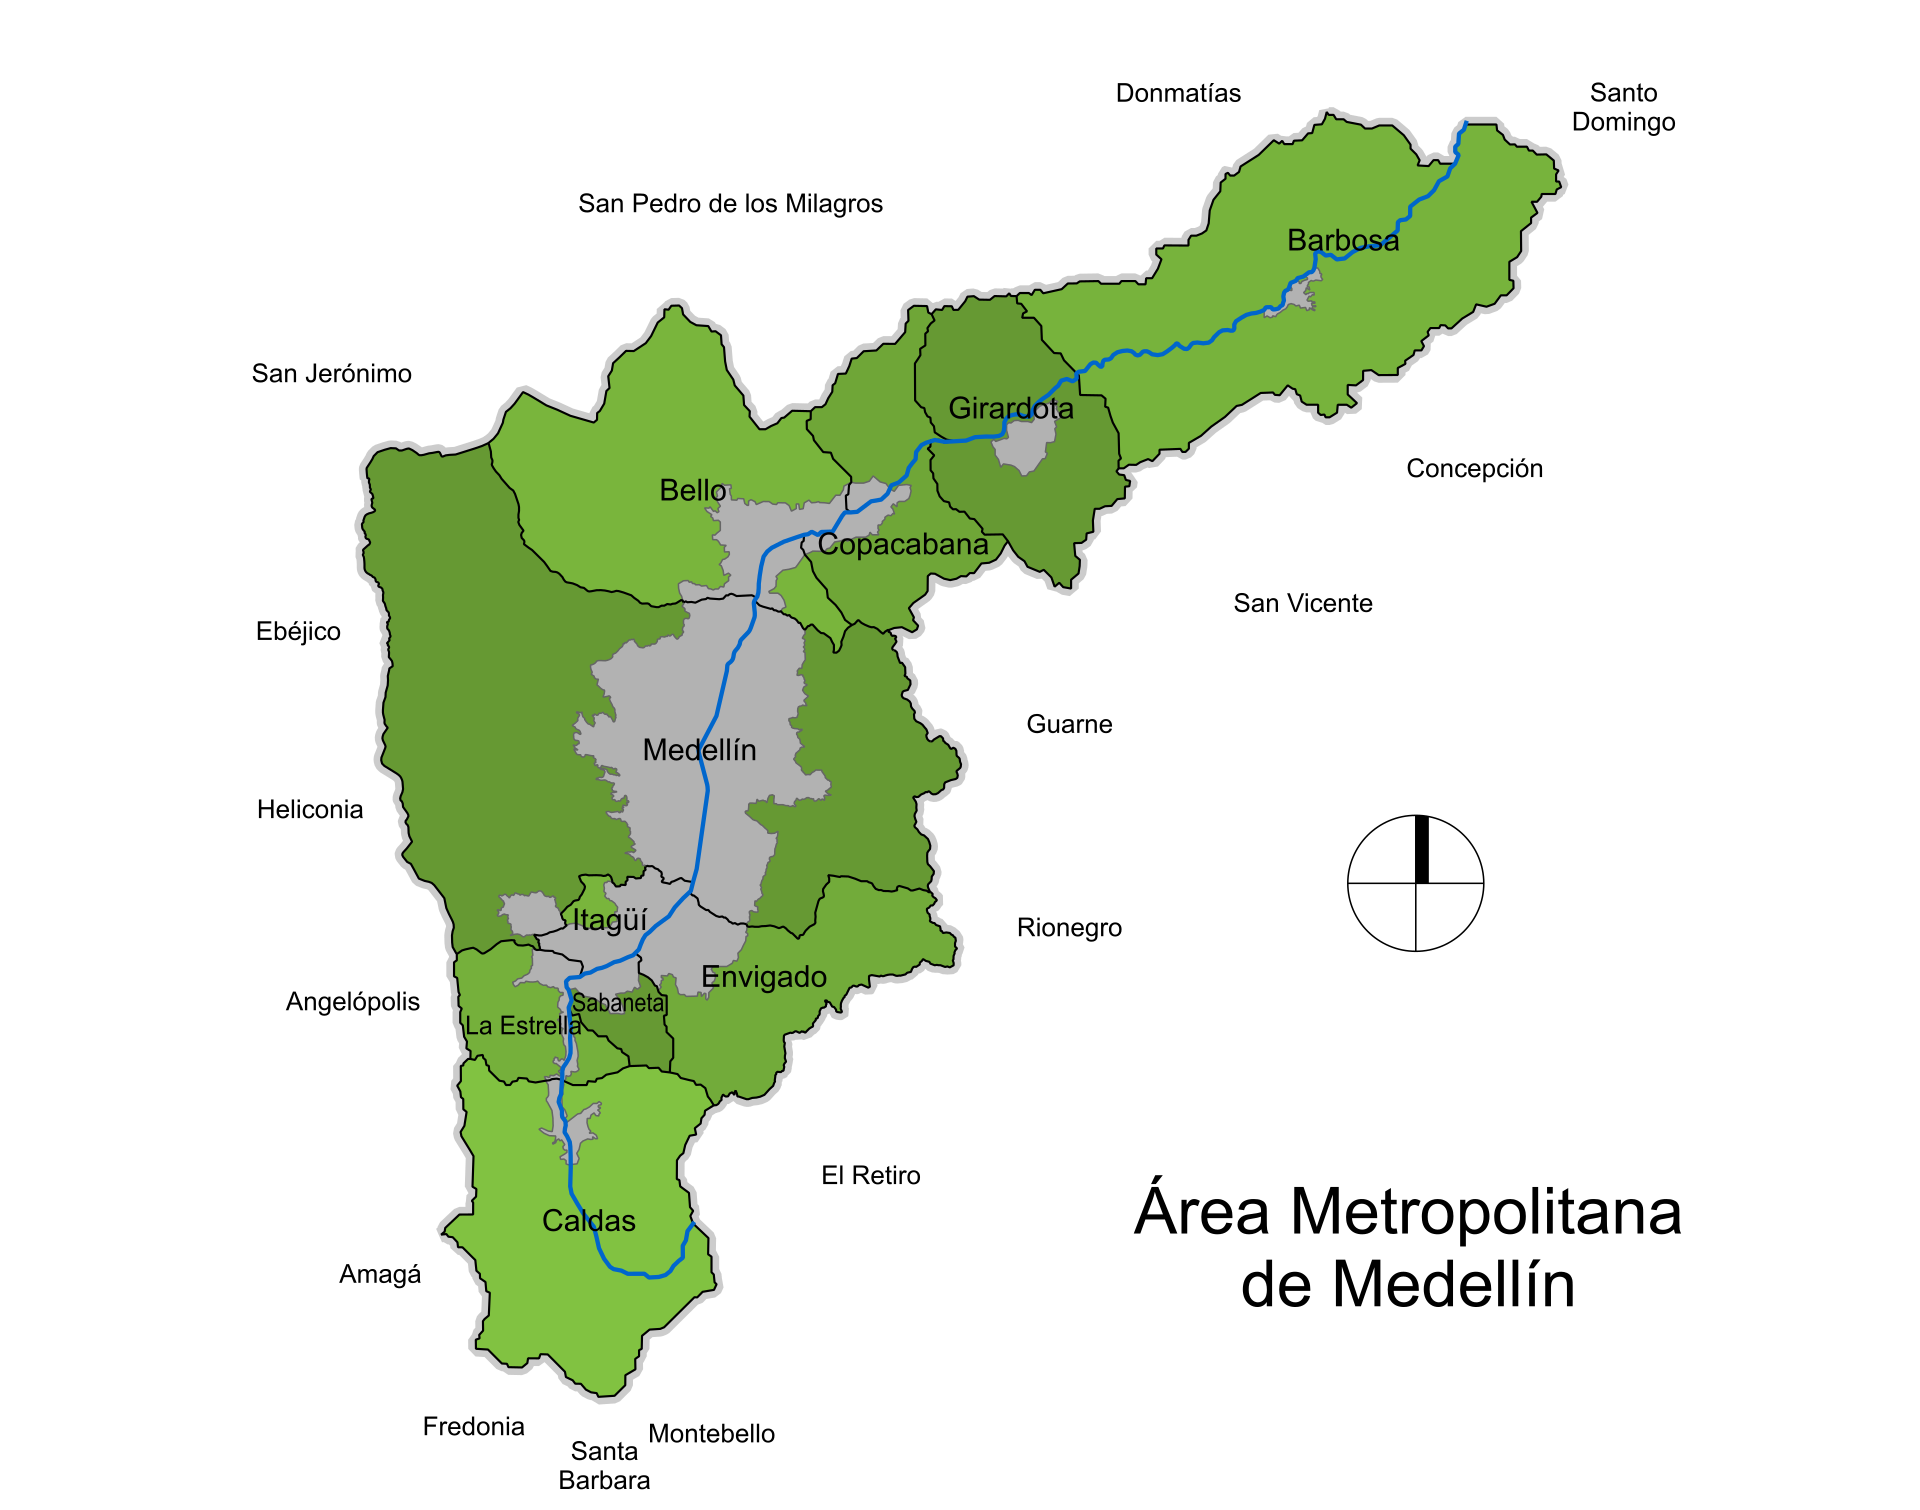 Donmatías
Santo
Domingo
San Pedro de los Milagros
Barbosa
San Jerónimo
Girardota
Concepción
Bello
Copacabana
San Vicente
Ebéjico
Guarne
Medellín
Heliconia
Itagüí
Rionegro
Envigado
Angelópolis
Sabaneta
La Estrella
El Retiro
Caldas
Área Metropolitana
de Medellín
Amagá
Fredonia
Montebello
Santa
Barbara